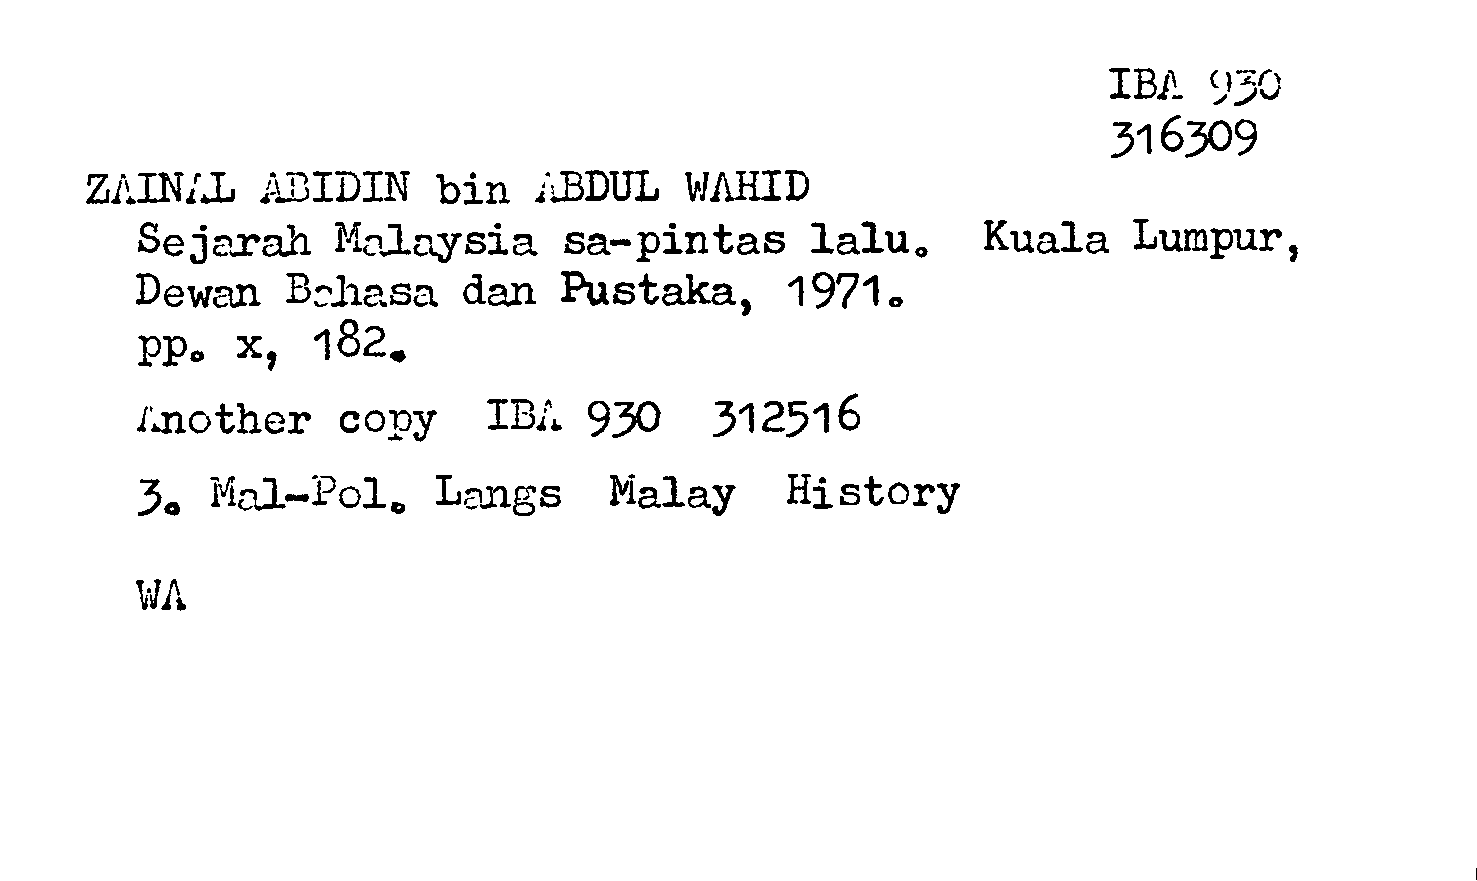 IBA 930
316309
ZAINAL ABIDIN bin ABDUL WAHID
Sejarah Malaysia sa-pintas lalu. Kuala Lumpur,
Dewan Bahasa dan Pustaka, 1971.
pp. x, 182.
Another copy IBA 930 312516
3. Mal-Pol. Langs Malay History
WA